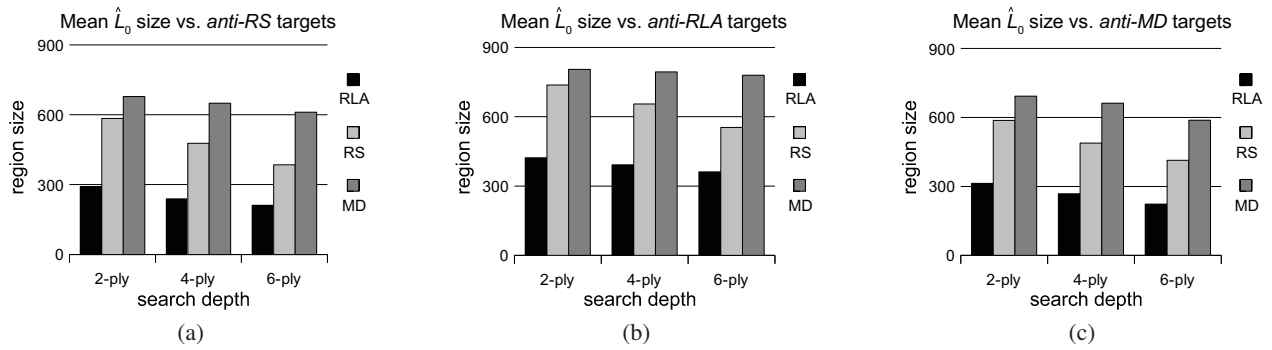 Mean L̂₀ size vs. anti-RS targets
900
600
300
0
region size
RLA
RS
MD
2-ply 4-ply 6-ply
search depth
(a)
Mean L̂₀ size vs. anti-RLA targets
900
600
300
0
region size
RLA
RS
MD
2-ply 4-ply 6-ply
search depth
(b)
Mean L̂₀ size vs. anti-MD targets
900
600
300
0
region size
RLA
RS
MD
2-ply 4-ply 6-ply
search depth
(c)